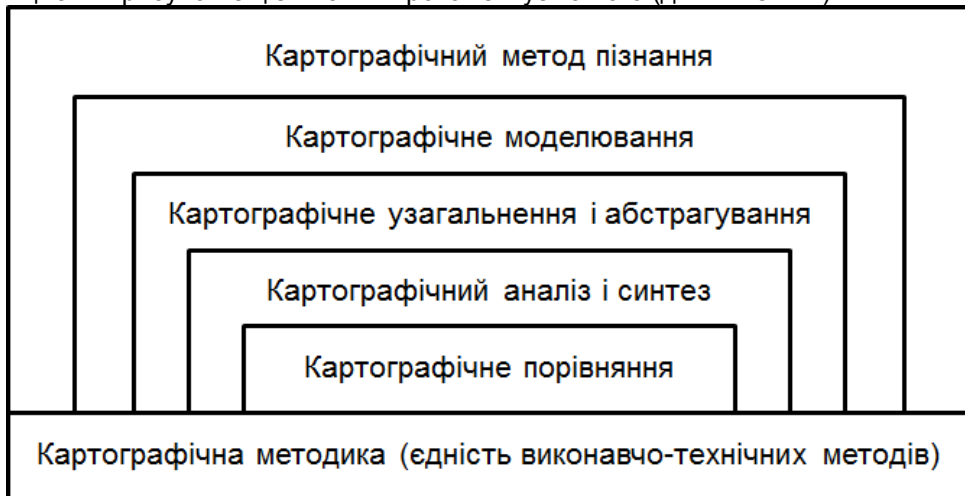 Картографічний метод пізнання
Картографічне моделювання
Картографічне узагальнення і абстрагування
Картографічний аналіз і синтез
Картографічне порівняння
Картографічна методика (єдність виконавчо-технічних методів)